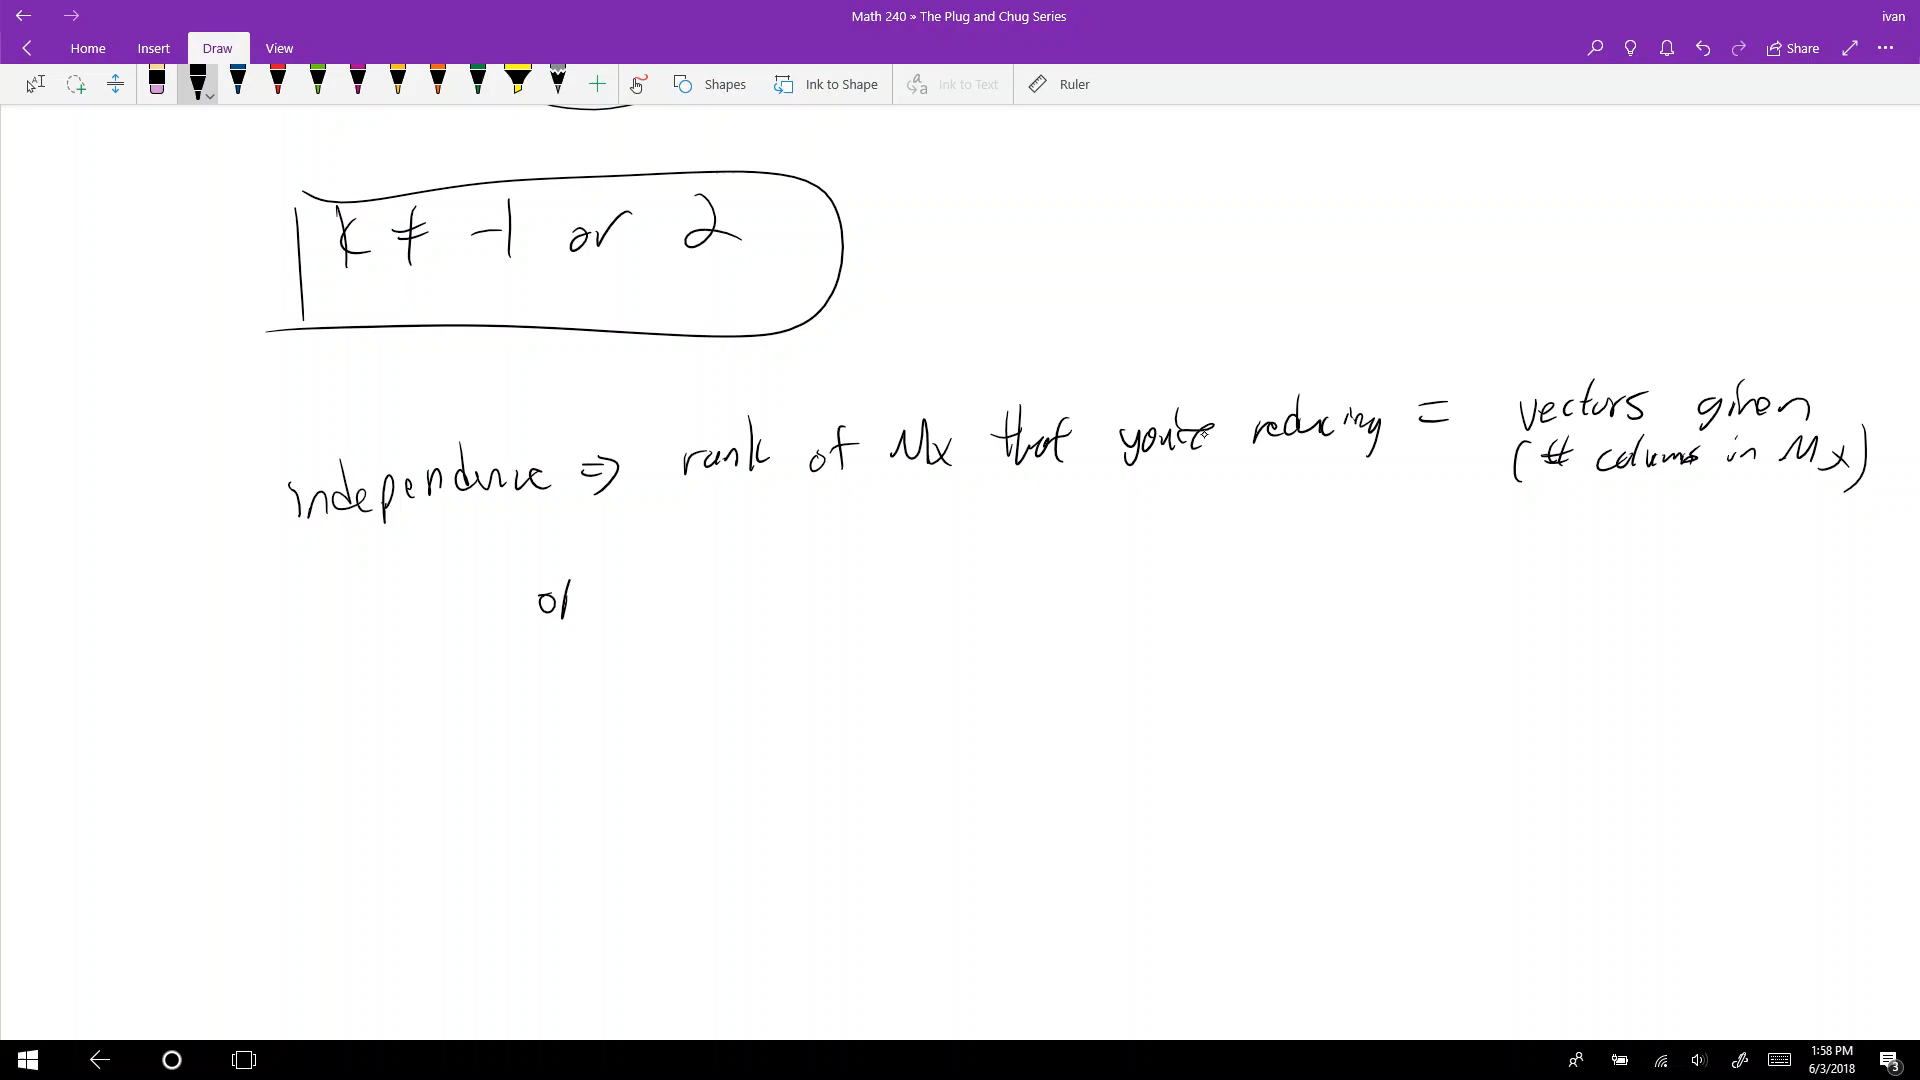 Math 240 » The Plug and Chug Series
ivan
Home Insert Draw View
Share
Shapes Ink to Shape Ink to Text Ruler
k ≠ -1 or 2
independence ⇒ rank of Mx that you're reducing = vectors given
(# columns in Mx)
or
1:58 PM
6/3/2018
3